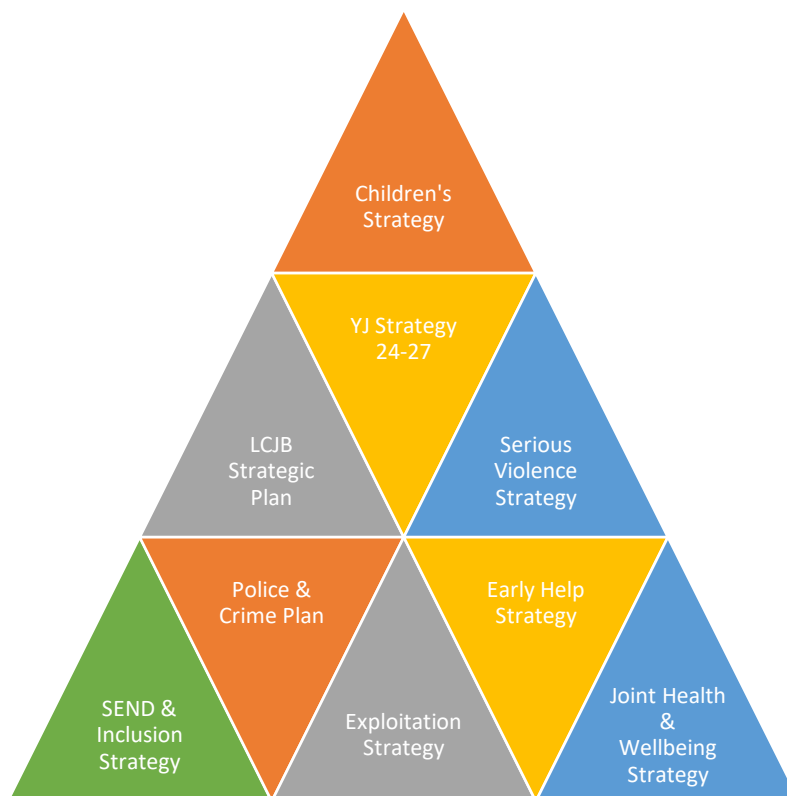 Children's
Strategy
YJ Strategy
24-27
LCJB
Strategic
Plan
Serious
Violence
Strategy
Police &
Crime Plan
Early Help
Strategy
SEND &
Inclusion
Strategy
Exploitation
Strategy
Joint Health
&
Wellbeing
Strategy